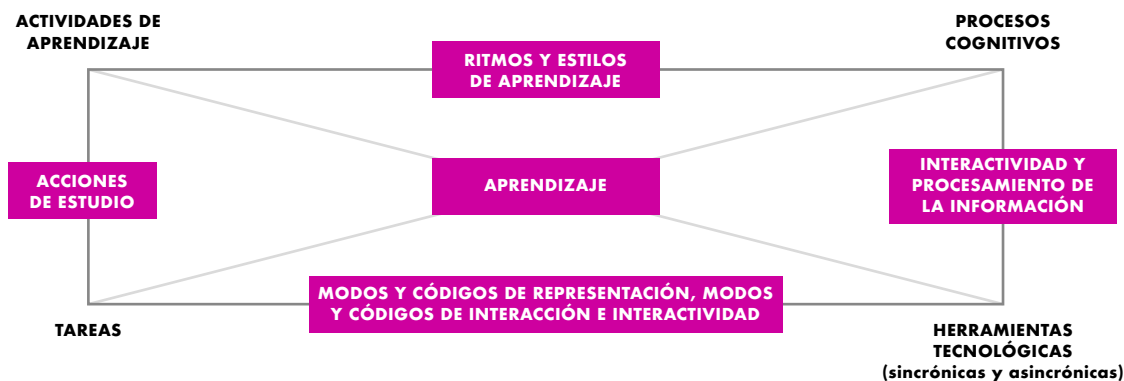 ACTIVIDADES DE
APRENDIZAJE
PROCESOS
COGNITIVOS
RITMOS Y ESTILOS
DE APRENDIZAJE
ACCIONES
DE ESTUDIO
APRENDIZAJE
INTERACTIVIDAD Y
PROCESAMIENTO DE
LA INFORMACIÓN
MODOS Y CÓDIGOS DE REPRESENTACIÓN, MODOS
Y CÓDIGOS DE INTERACCIÓN E INTERACTIVIDAD
TAREAS
HERRAMIENTAS
TECNOLÓGICAS
(sincrónicas y asincrónicas)